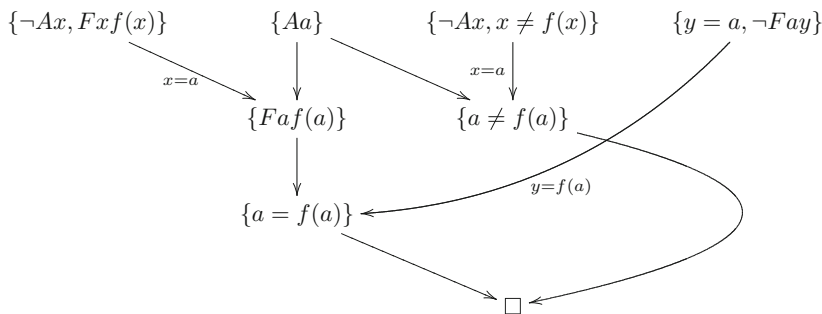 {¬Ax, Fxf(x)} {Aa} {¬Ax, x ≠ f(x)} {y = a, ¬Fay}
x=a x=a
{Faf(a)} {a ≠ f(a)}
y=f(a)
{a = f(a)}
□